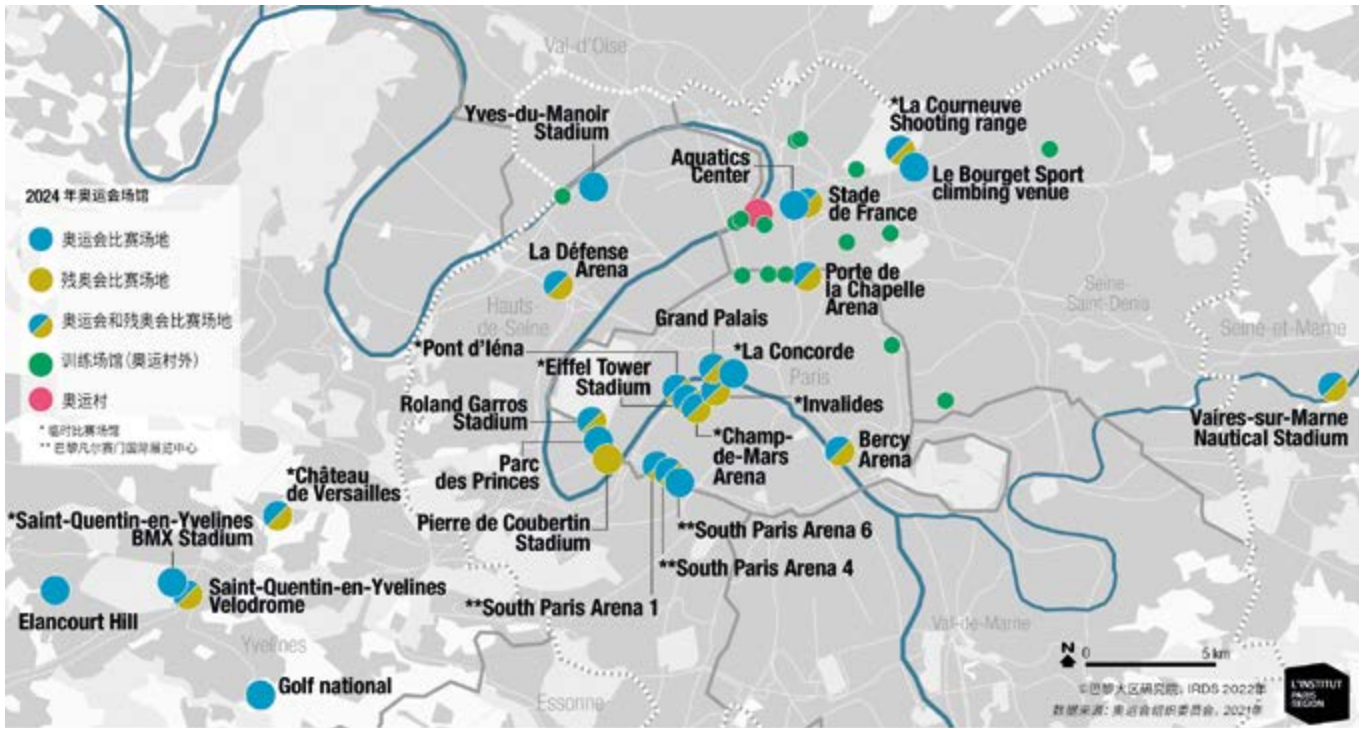 Val-d'Oise
Yves-du-Manoir
Stadium
*La Courneuve
Shooting range
Aquatics
Center
Le Bourget Sport
climbing venue
Stade
de France
2024 年奥运会场馆
奥运会比赛场地
残奥会比赛场地
奥运会和残奥会比赛场地
训练场馆(奥运村外)
奥运村
* 临时比赛场馆
** 巴黎凡尔赛门国际展览中心
La Défense
Arena
Porte de
la Chapelle
Arena
Hauts-
de-Seine
Seine-
Saint-Denis
Seine-et-Marne
Grand Palais
*Pont d'Iéna
*La Concorde
*Eiffel Tower
Stadium
Paris
Roland Garros
Stadium
*Invalides
Vaires-sur-Marne
Nautical Stadium
*Champ-
de-Mars
Arena
Bercy
Arena
Parc
des Princes
*Château
de Versailles
Pierre de Coubertin
Stadium
*Saint-Quentin-en-Yvelines
BMX Stadium
**South Paris Arena 6
**South Paris Arena 4
**South Paris Arena 1
Saint-Quentin-en-Yvelines
Velodrome
Elancourt Hill
Yvelines
Val-de-Marne
Golf national
Essonne
N
0
5 km
©巴黎大区研究院, IRDS 2022年
数据来源:奥运会组织委员会, 2021年
L'INSTITUT
PARIS
REGION